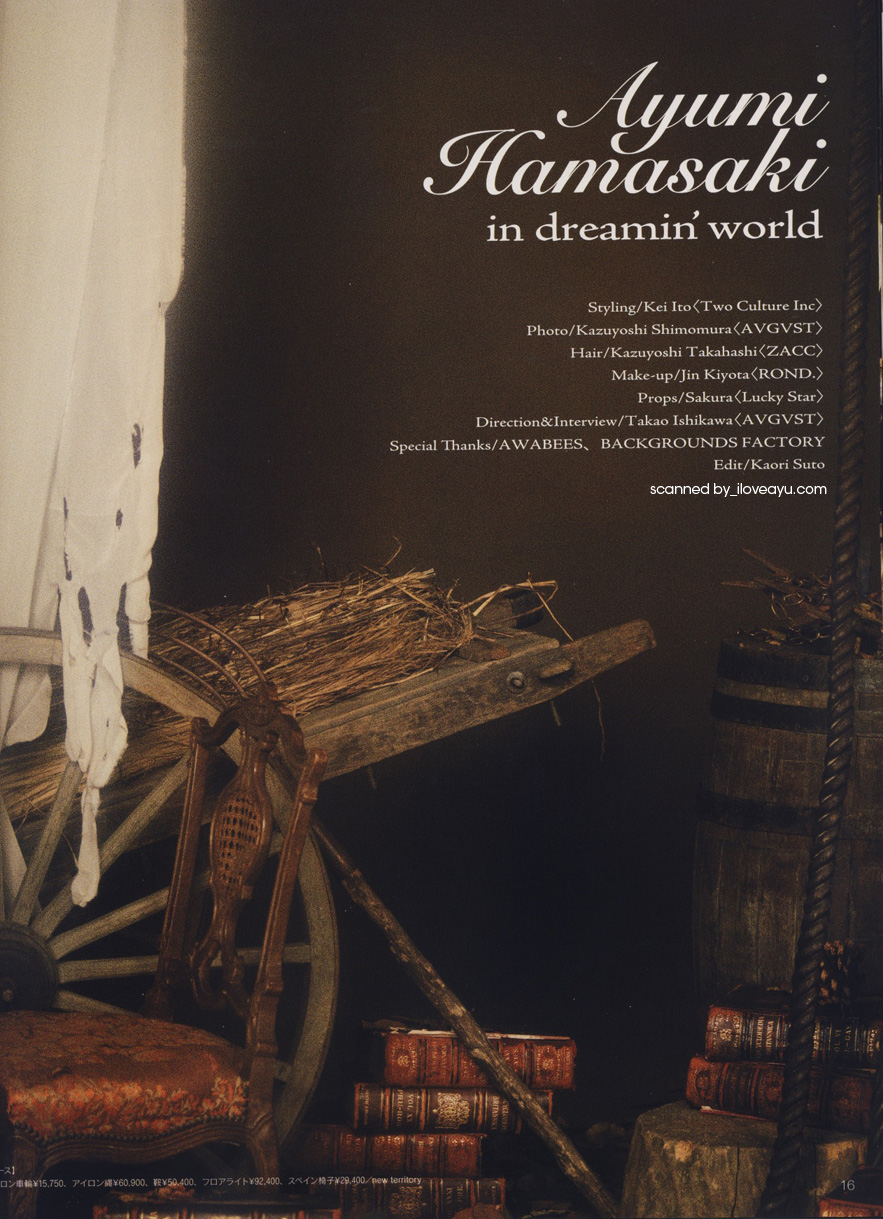 Ayumi
Hamasaki
in dreamin' world
Styling/Kei Ito〈Two Culture Inc〉
Photo/Kazuyoshi Shimomura〈AVGVST〉
Hair/Kazuyoshi Takahashi〈ZACC〉
Make-up/Jin Kiyota〈ROND.〉
Props/Sakura〈Lucky Star〉
Direction&Interview/Takao Ishikawa〈AVGVST〉
Special Thanks/AWABEES、BACKGROUNDS FACTORY
Edit/Kaori Suto
scanned by_iloveayu.com
ース】
ロン車輪¥15,750、アイロン縄¥60,900、鞍¥50,400、フロアライト¥92,400、スペイン椅子¥29,400/new territory
16